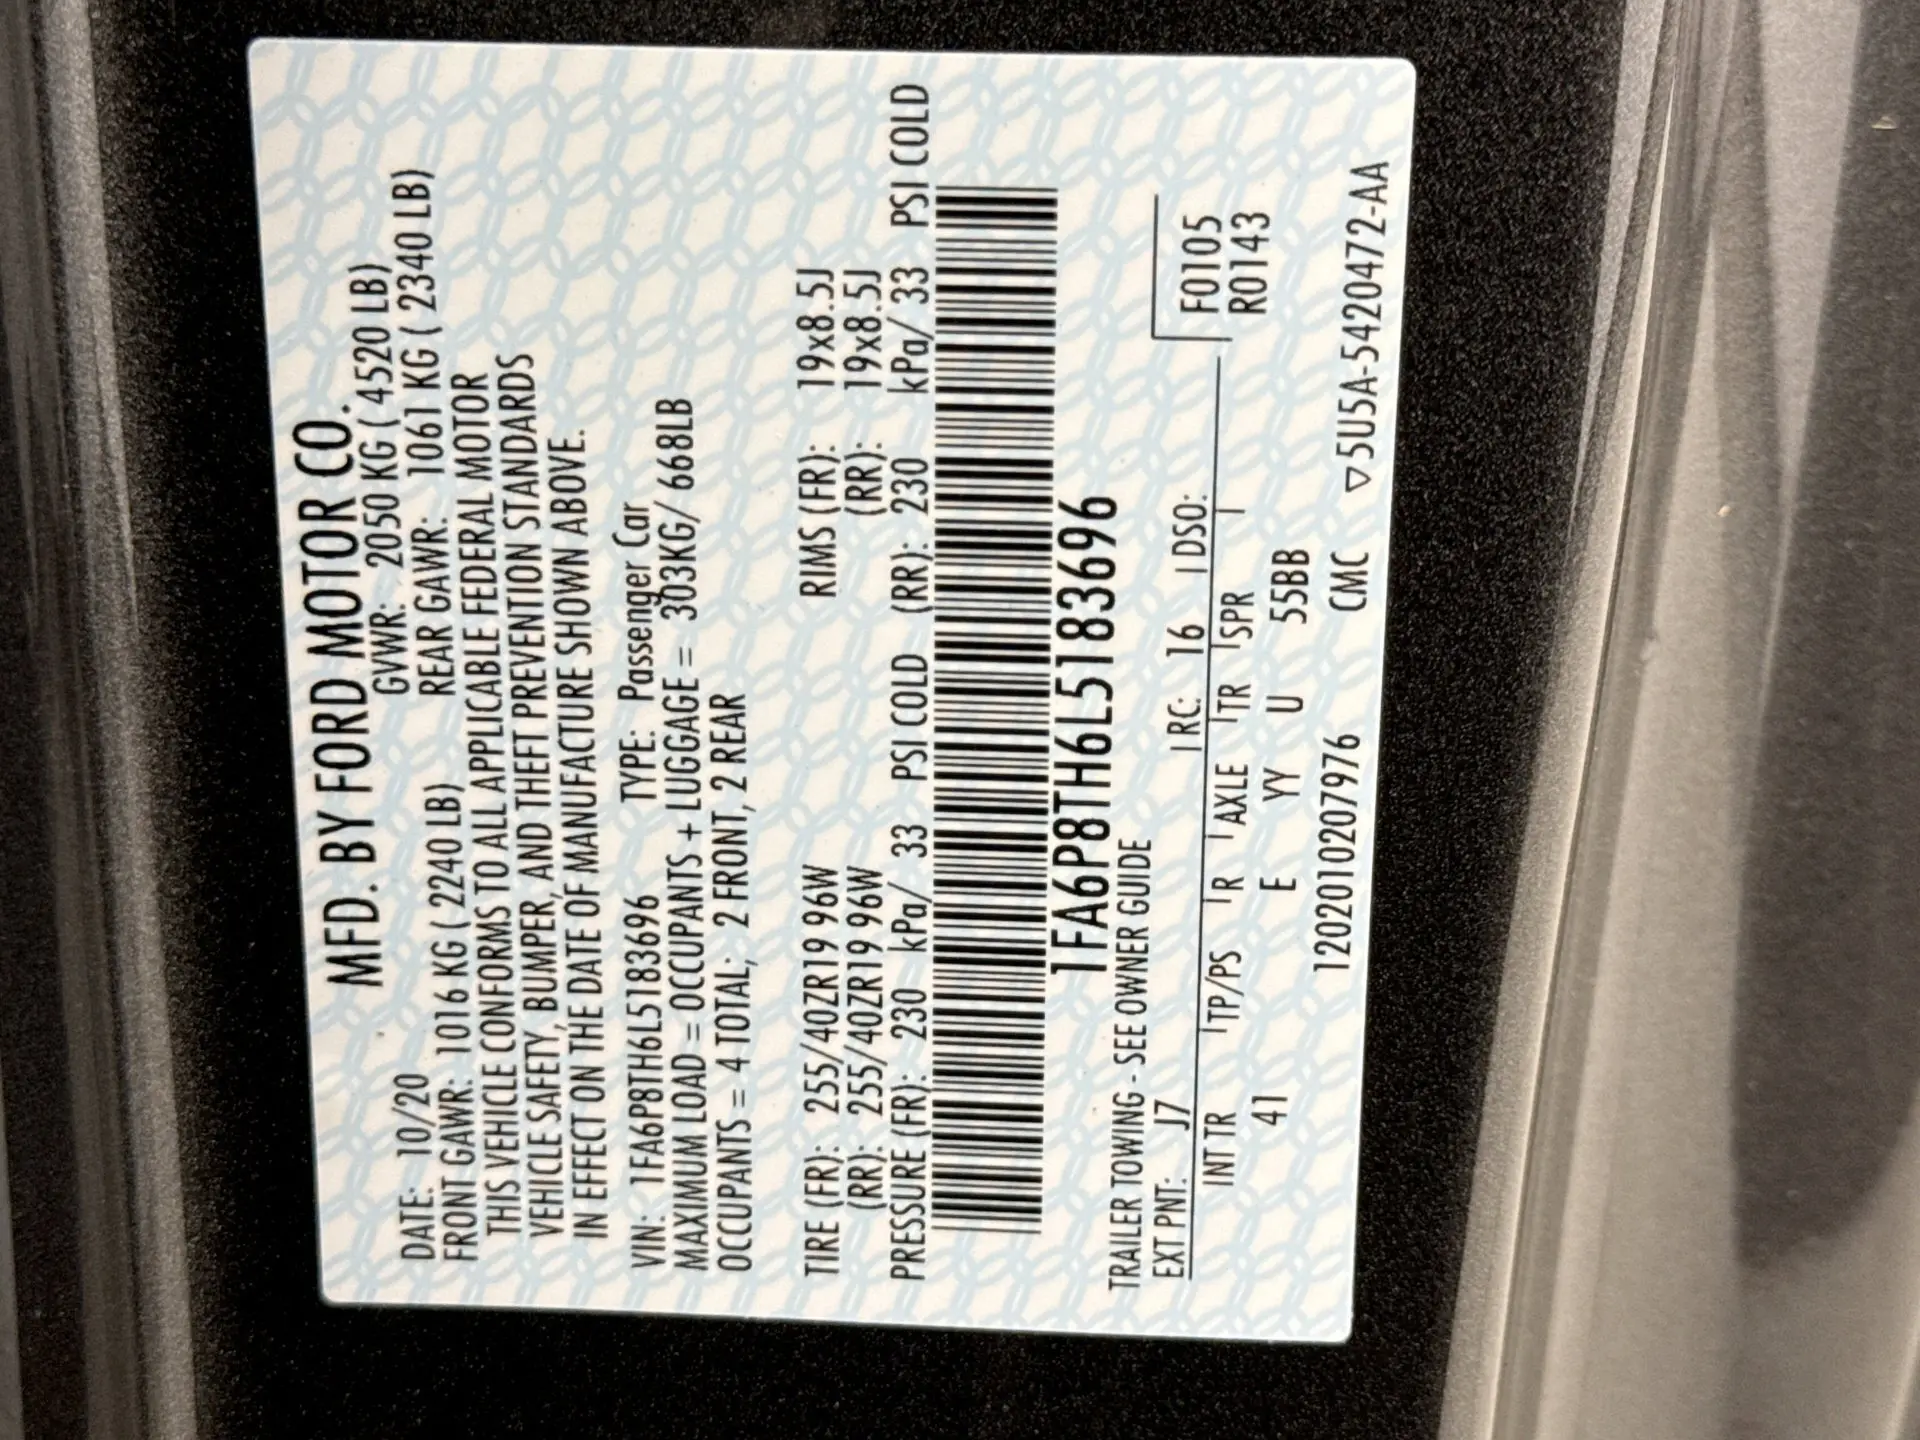 MFD. BY FORD MOTOR CO.
DATE: 10/20 GVWR: 2050 KG ( 4520 LB)
FRONT GAWR: 1016 KG ( 2240 LB) REAR GAWR: 1061 KG ( 2340 LB)
THIS VEHICLE CONFORMS TO ALL APPLICABLE FEDERAL MOTOR
VEHICLE SAFETY, BUMPER, AND THEFT PREVENTION STANDARDS
IN EFFECT ON THE DATE OF MANUFACTURE SHOWN ABOVE.
VIN: 1FA6P8TH6L5183696 TYPE: Passenger Car
MAXIMUM LOAD = OCCUPANTS + LUGGAGE = 303KG/ 668LB
OCCUPANTS = 4 TOTAL; 2 FRONT, 2 REAR
TIRE (FR): 255/40ZR19 96W RIMS (FR): 19x8.5J
(RR): 255/40ZR19 96W (RR): 19x8.5J
PRESSURE (FR): 230 kPa/ 33 PSI COLD (RR): 230 kPa/ 33 PSI COLD
1FA6P8TH6L5183696
TRAILER TOWING - SEE OWNER GUIDE
EXT PNT: J7 RC: 16 DSO: F0105
INT TR TP/PS R AXLE TR SPR R0143
41 E YY U 55BB
1202010207976 CMC ▽5U5A-5420472-AA